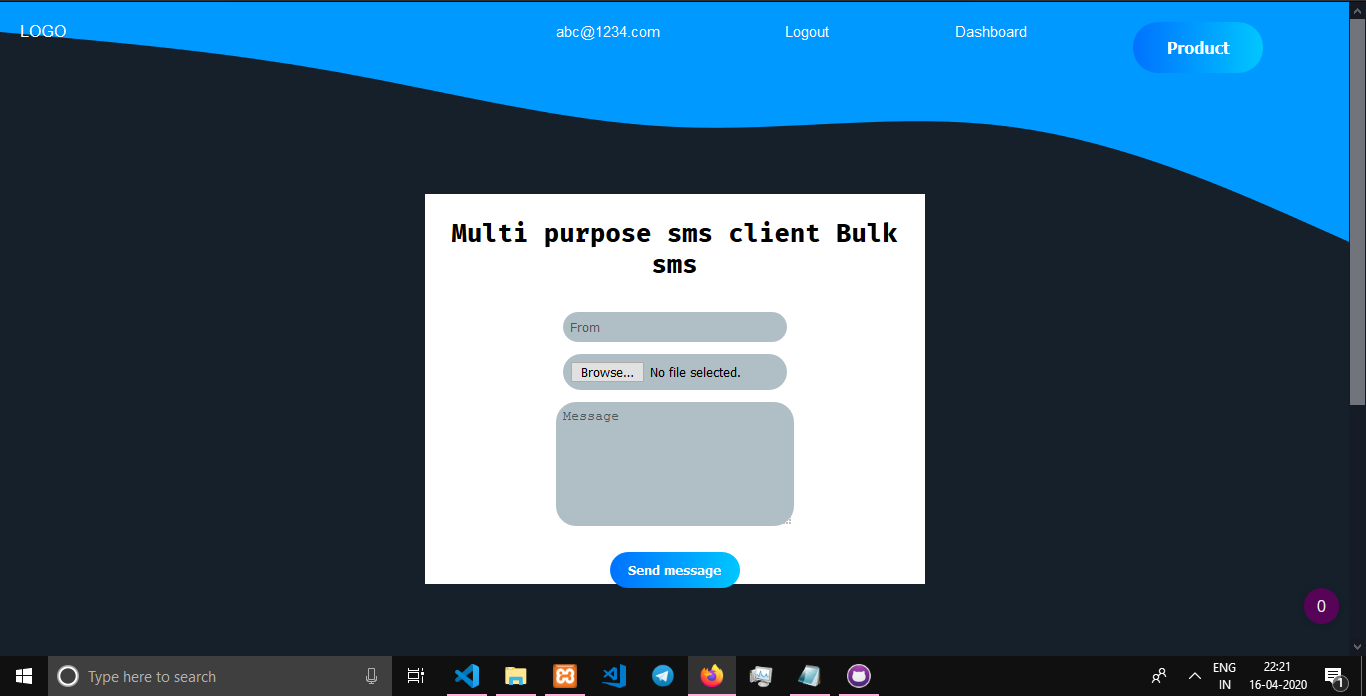 LOGO
abc@1234.com
Logout
Dashboard
Product
Multi purpose sms client Bulk
sms
From
Browse... No file selected.
Message
Send message
0
Type here to search
ENG
IN
22:21
16-04-2020
1